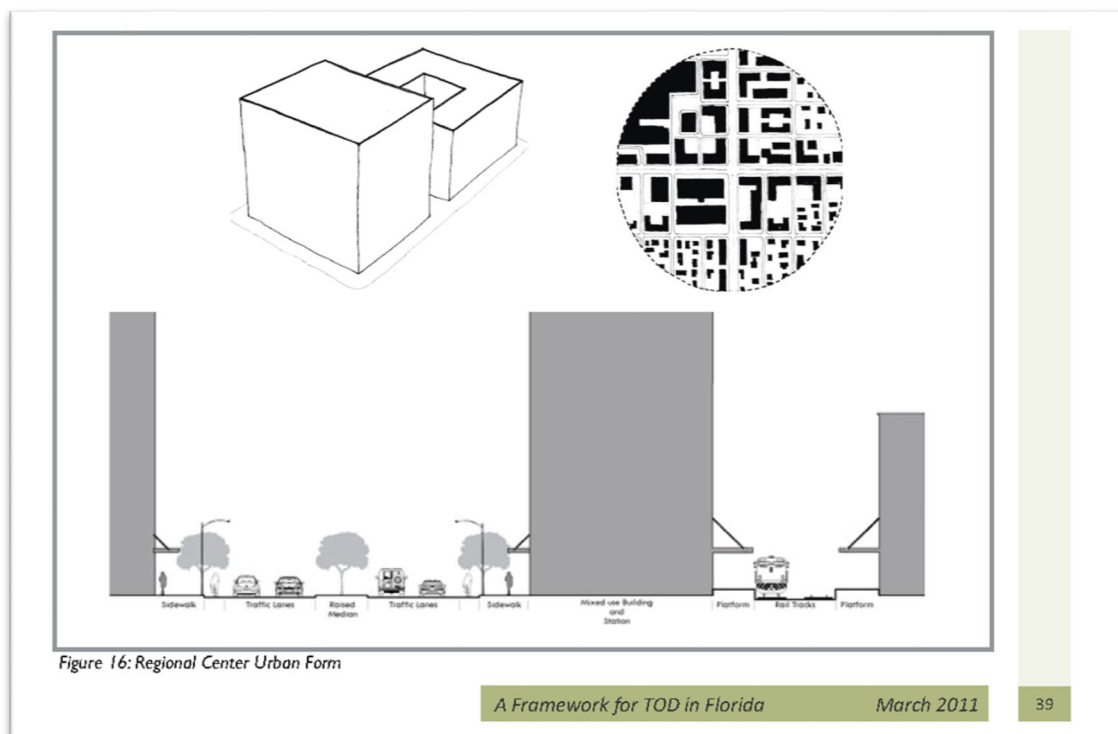 Sidewalk
Traffic Lanes
Raised
Median
Traffic Lanes
Sidewalk
Mixed use Building
and
Station
Platform
Rail Tracks
Platform
Figure 16: Regional Center Urban Form
A Framework for TOD in Florida March 2011 39